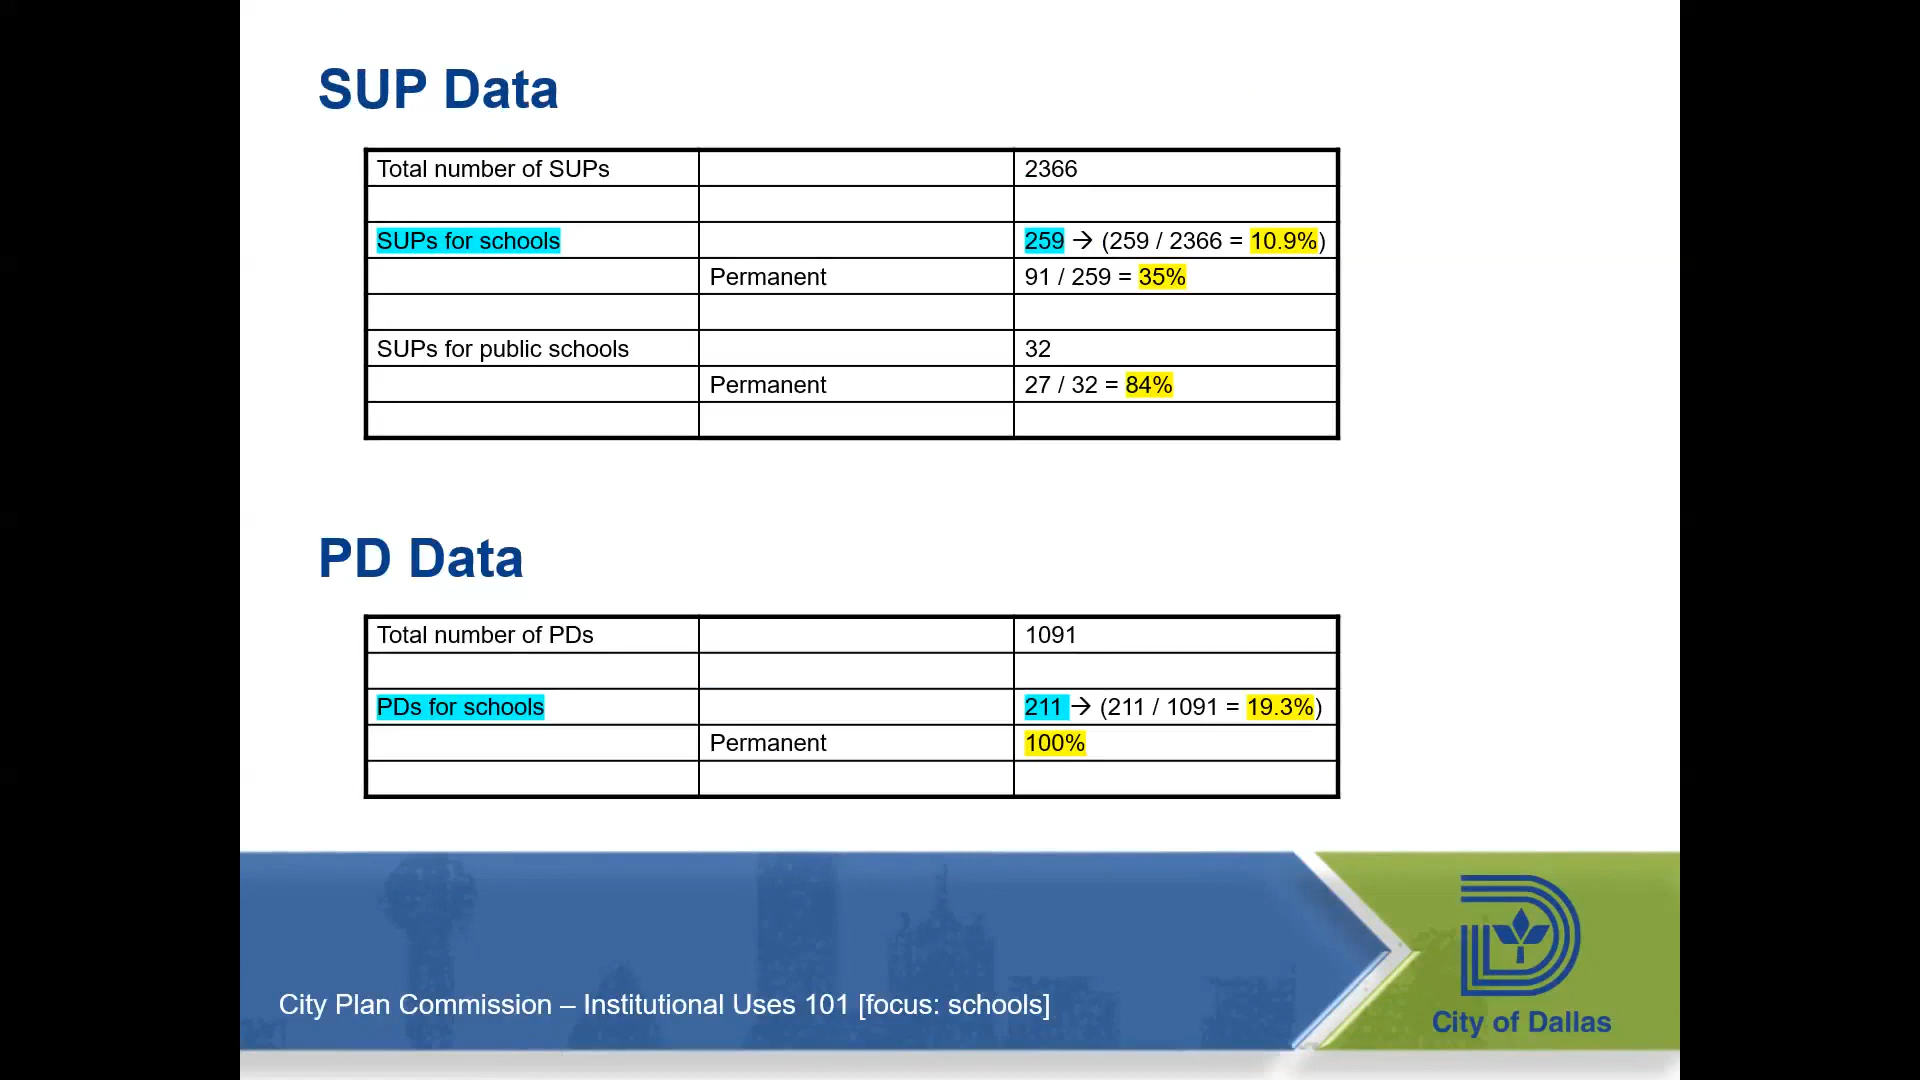 SUP Data
Total number of SUPs 2366
SUPs for schools 259 → (259 / 2366 = 10.9%)
Permanent 91 / 259 = 35%
SUPs for public schools 32
Permanent 27 / 32 = 84%
PD Data
Total number of PDs 1091
PDs for schools 211 → (211 / 1091 = 19.3%)
Permanent 100%
City Plan Commission – Institutional Uses 101 [focus: schools]
City of Dallas